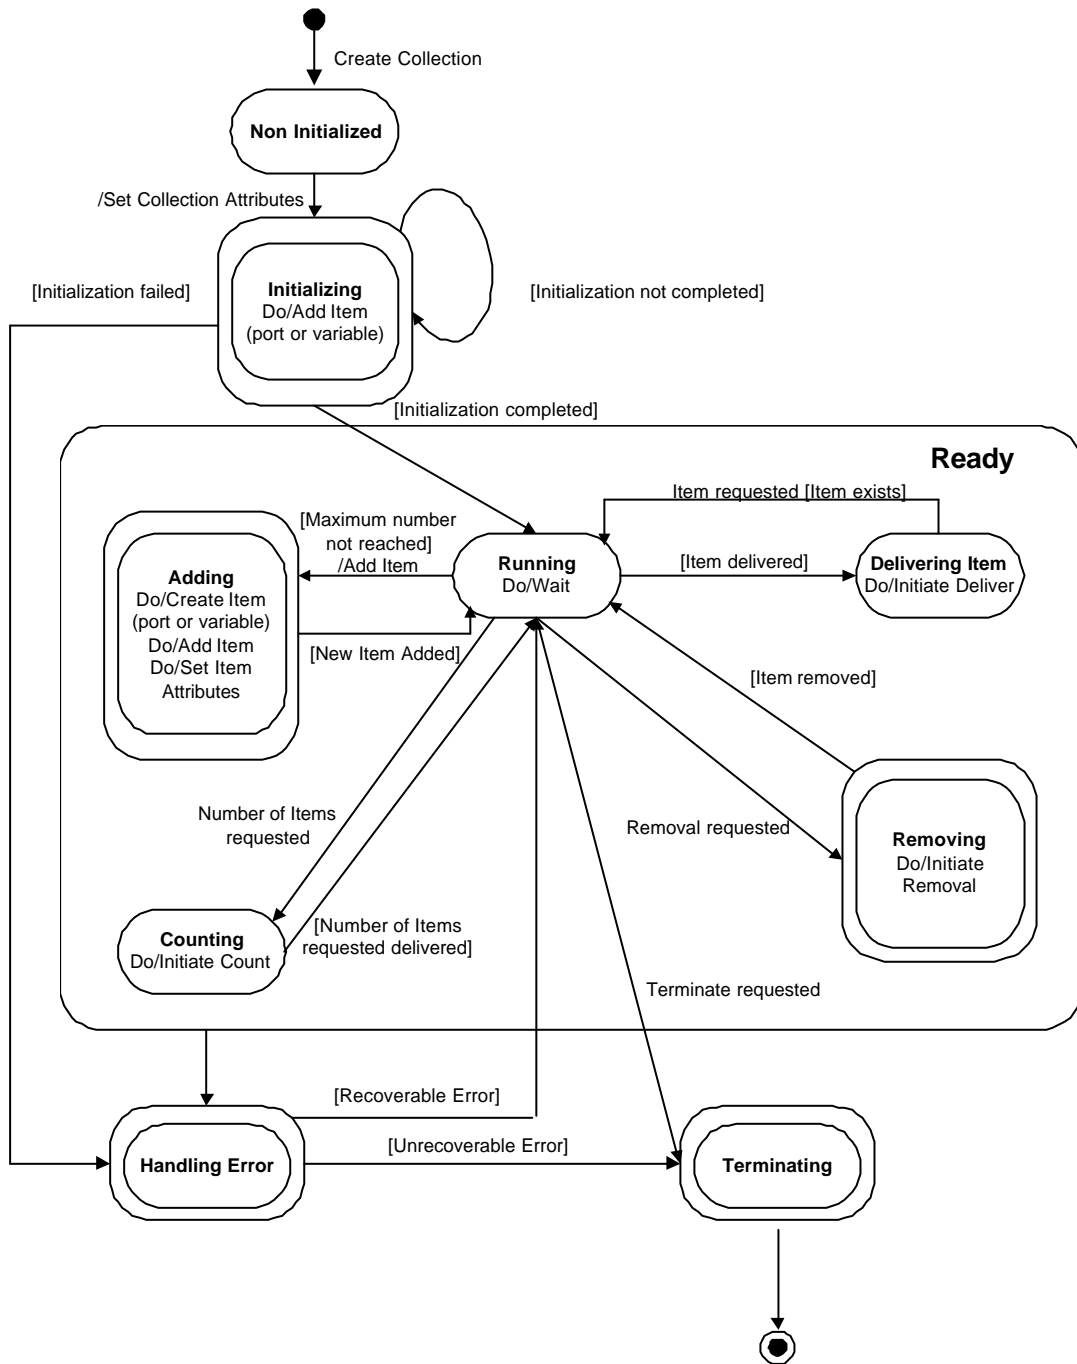 Create Collection
Non Initialized
/Set Collection Attributes
[Initialization failed]
Initializing
Do/Add Item
(port or variable)
[Initialization not completed]
[Initialization completed]
Ready
Item requested [Item exists]
[Maximum number
not reached]
/Add Item
Running
Do/Wait
[Item delivered]
Delivering Item
Do/Initiate Deliver
Adding
Do/Create Item
(port or variable)
Do/Add Item
Do/Set Item
Attributes
[New Item Added]
[Item removed]
Number of Items
requested
Removal requested
Removing
Do/Initiate
Removal
Counting
Do/Initiate Count
[Number of Items
requested delivered]
Terminate requested
[Recoverable Error]
[Unrecoverable Error]
Handling Error
Terminating